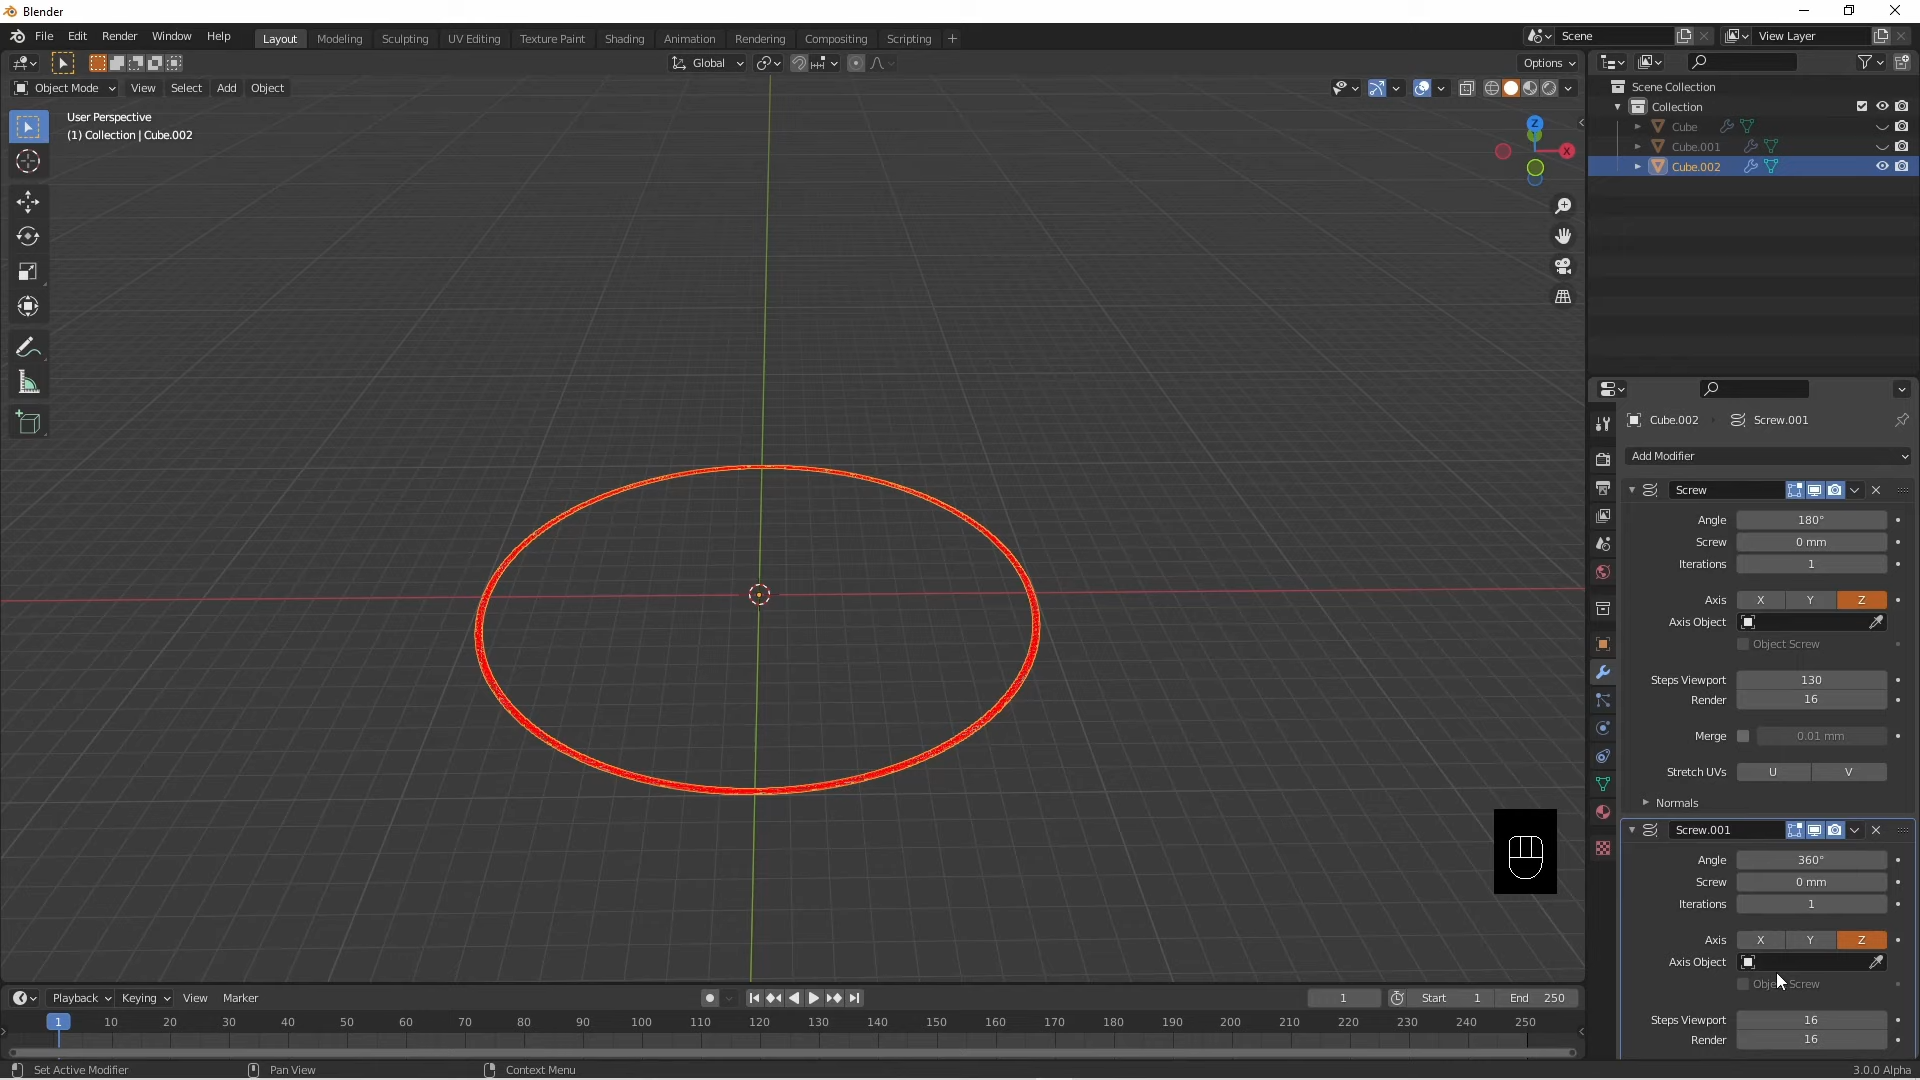 Blender
File Edit Render Window Help Layout Modeling Sculpting UV Editing Texture Paint Shading Animation Rendering Compositing Scripting + Scene View Layer
Global Options
Object Mode View Select Add Object
User Perspective
(1) Collection | Cube.002
Z
X
Scene Collection
Collection
Cube
Cube.001
Cube.002
Cube.002 Screw.001
Add Modifier
Screw
Angle 180°
Screw 0 mm
Iterations 1
Axis X Y Z
Axis Object
Object Screw
Steps Viewport 130
Render 16
Merge 0.01 mm
Stretch UVs U V
Normals
Screw.001
Angle 360°
Screw 0 mm
Iterations 1
Axis X Y Z
Axis Object
Object Screw
Steps Viewport 16
Render 16
Playback Keying View Marker 1 Start 1 End 250
1 10 20 30 40 50 60 70 80 90 100 110 120 130 140 150 160 170 180 190 200 210 220 230 240 250
Set Active Modifier Pan View Context Menu 3.0.0 Alpha